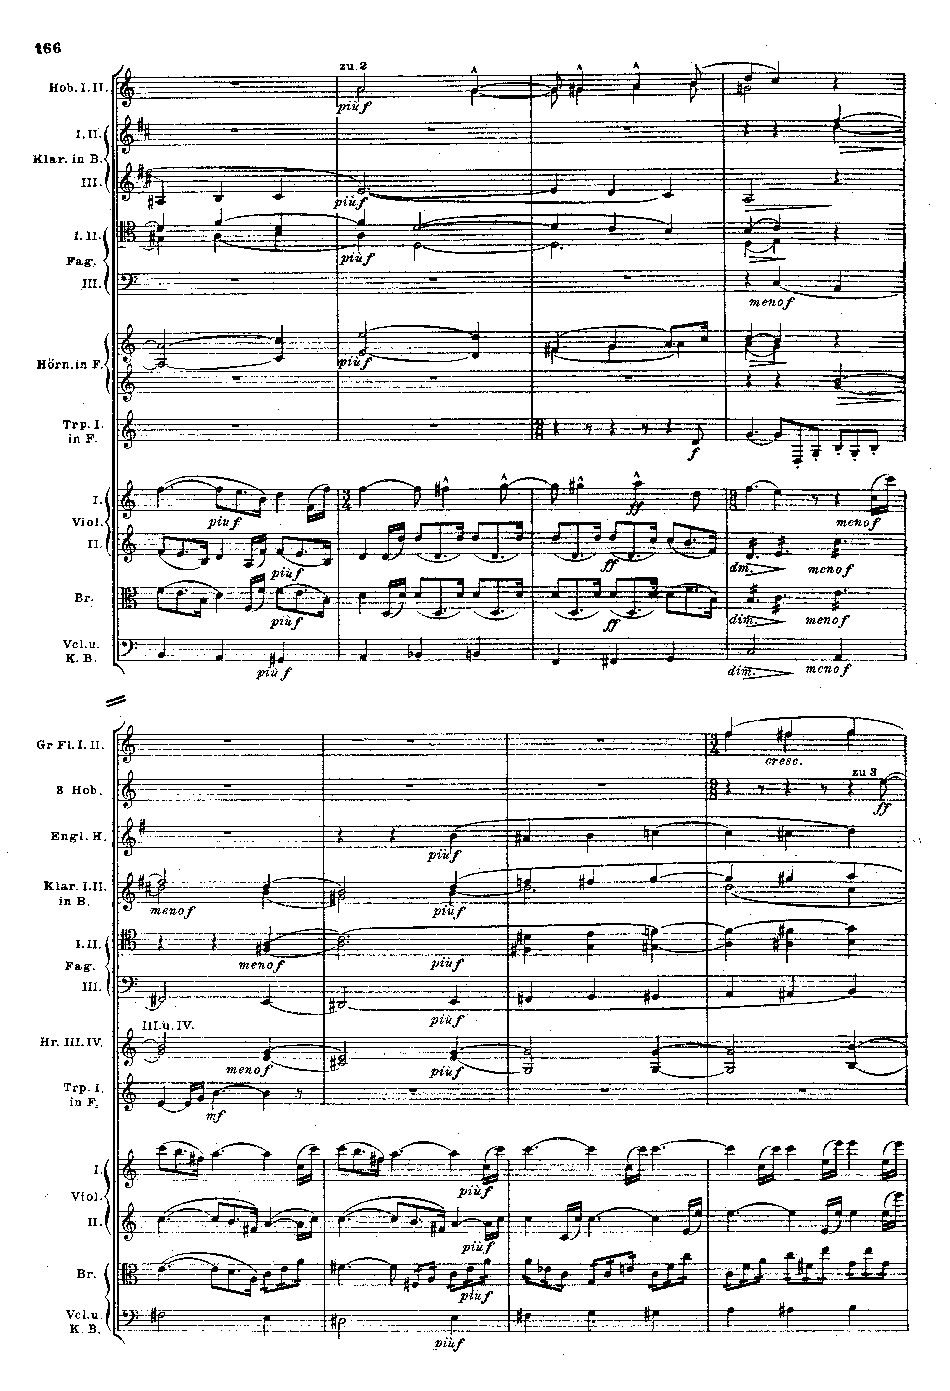 166
zu 2
Hob. I. II.
più f
I. II.
Klar. in B.
III.
più f
I. II.
più f
Fag.
III.
meno f
Hörn. in F.
più f
Trp. I.
in F.
f
I.
più f
ff
meno f
Viol.
II.
più f
ff
dim.
meno f
Br.
più f
ff
dim.
meno f
Vcl. u.
K. B.
più f
dim.
meno f
Gr Fl. I. II.
cresc.
zu 3
3 Hob.
ff
Engl. H.
più f
Klar. I. II.
in B.
meno f
più f
I. II.
meno f
più f
Fag.
III.
più f
III. u. IV.
Hr. III. IV.
meno f
più f
Trp. I.
in F.
mf
I.
più f
Viol.
II.
più f
Br.
più f
Vcl. u.
K. B.
più f